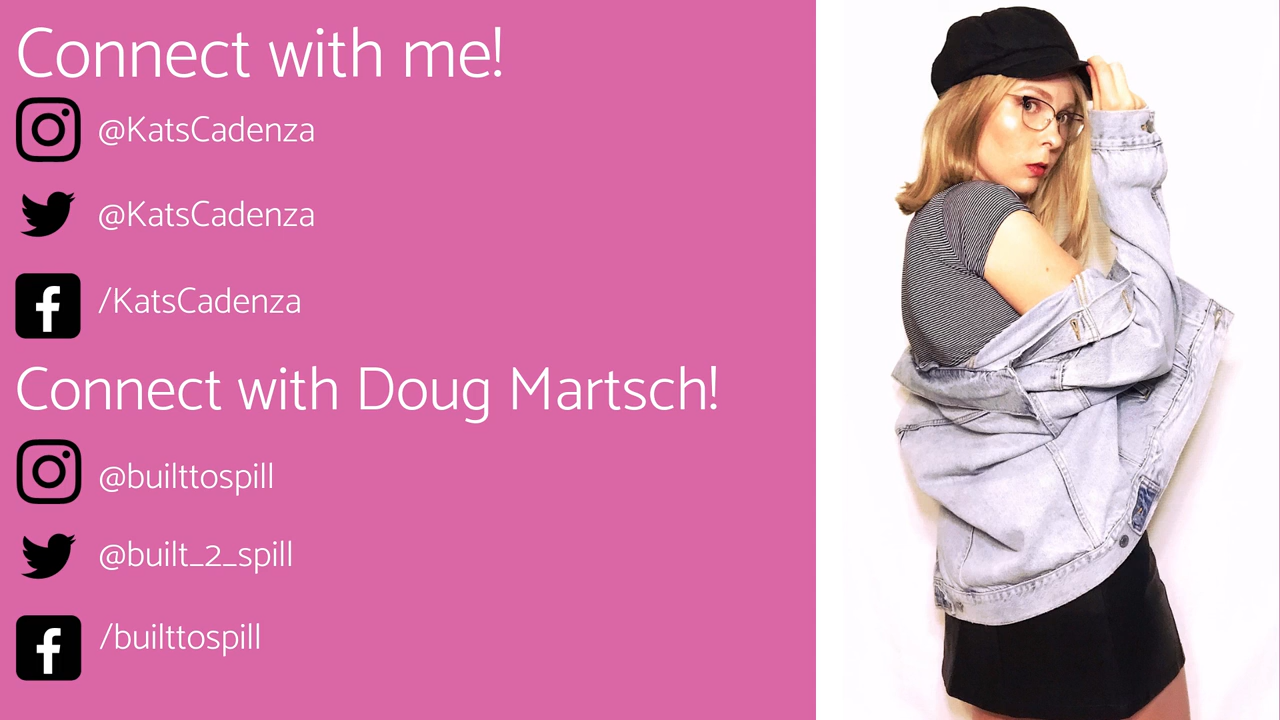 Connect with me!
@KatsCadenza
@KatsCadenza
/KatsCadenza
Connect with Doug Martsch!
@builttospill
@built_2_spill
/builttospill